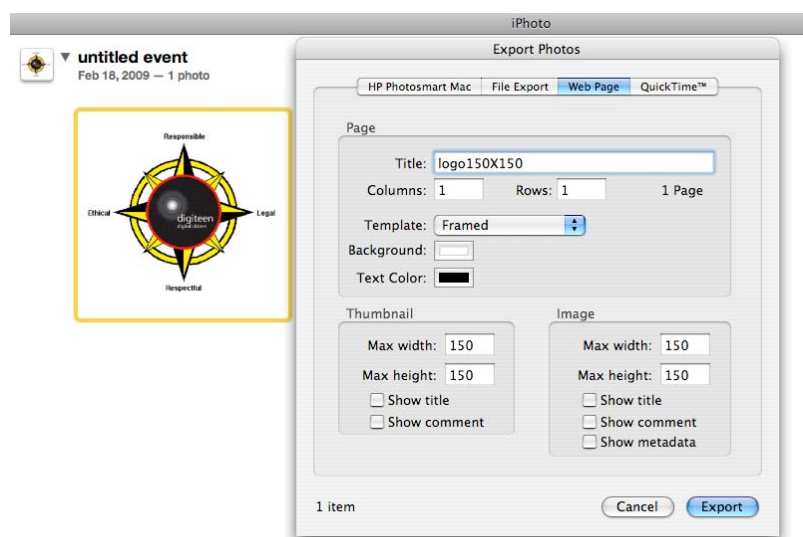 iPhoto
untitled event
Feb 18, 2009 — 1 photo
Responsible
Ethical
Legal
digiteen
digital citizen
Respectful
Export Photos
HP Photosmart Mac File Export Web Page QuickTime™
Page
Title: logo150X150
Columns: 1 Rows: 1 1 Page
Template: Framed
Background:
Text Color:
Thumbnail
Max width: 150
Max height: 150
Show title
Show comment
Image
Max width: 150
Max height: 150
Show title
Show comment
Show metadata
1 item
Cancel Export